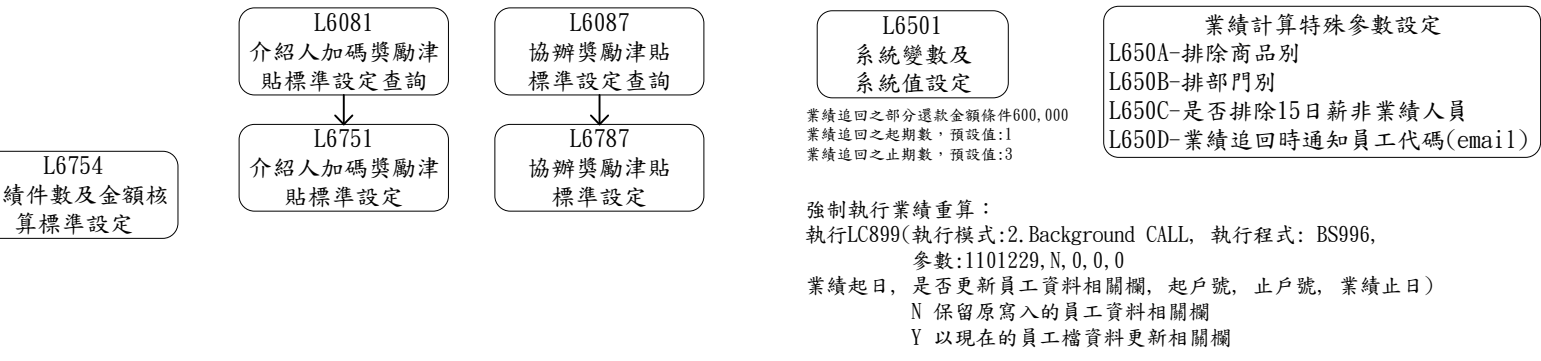 L6754
績件數及金額核
算標準設定
L6081
介紹人加碼獎勵津
貼標準設定查詢
L6751
介紹人加碼獎勵津
貼標準設定
L6087
協辦獎勵津貼
標準設定查詢
L6787
協辦獎勵津貼
標準設定
L6501
系統變數及
系統值設定
業績追回之部分還款金額條件600,000
業績追回之起期數，預設值:1
業績追回之止期數，預設值:3
業績計算特殊參數設定
L650A-排除商品別
L650B-排部門別
L650C-是否排除15日薪非業績人員
L650D-業績追回時通知員工代碼(email)
強制執行業績重算：
執行LC899(執行模式:2.Background CALL, 執行程式: BS996,
參數:1101229,N,0,0,0
業績起日, 是否更新員工資料相關欄, 起戶號, 止戶號, 業績止日)
N 保留原寫入的員工資料相關欄
Y 以現在的員工檔資料更新相關欄